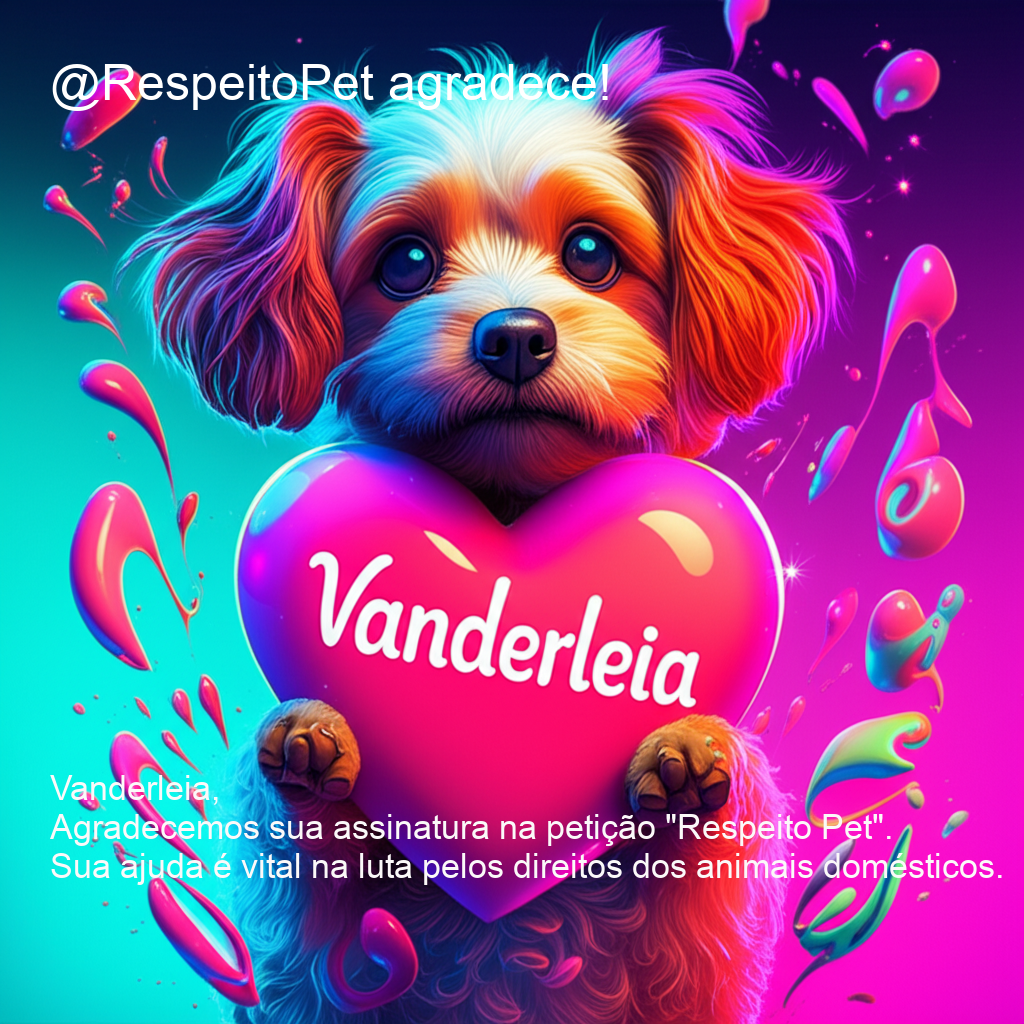 @RespeitoPet agradece!
Vanderleia
Vanderleia,
Agradecemos sua assinatura na petição "Respeito Pet".
Sua ajuda é vital na luta pelos direitos dos animais domésticos.